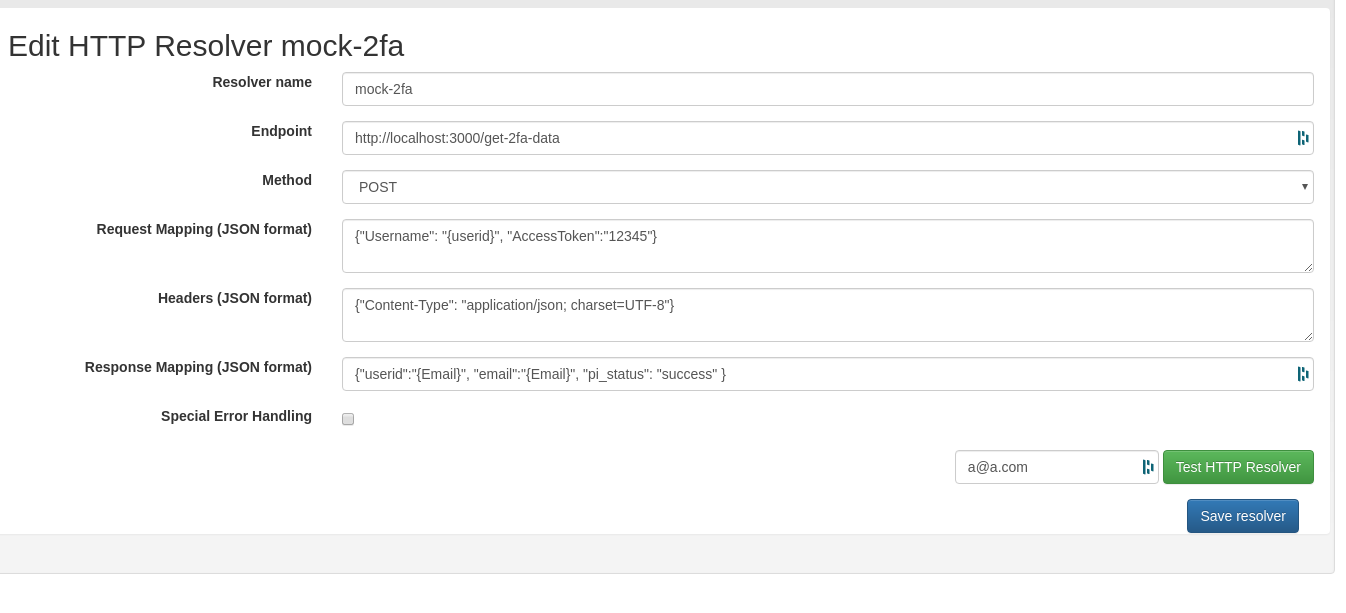 Edit HTTP Resolver mock-2fa
Resolver name
mock-2fa
Endpoint
http://localhost:3000/get-2fa-data
Method
POST
Request Mapping (JSON format)
{"Username": "{userid}", "AccessToken":"12345"}
Headers (JSON format)
{"Content-Type": "application/json; charset=UTF-8"}
Response Mapping (JSON format)
{"userid":"{Email}", "email":"{Email}", "pi_status": "success" }
Special Error Handling
a@a.com
Test HTTP Resolver
Save resolver